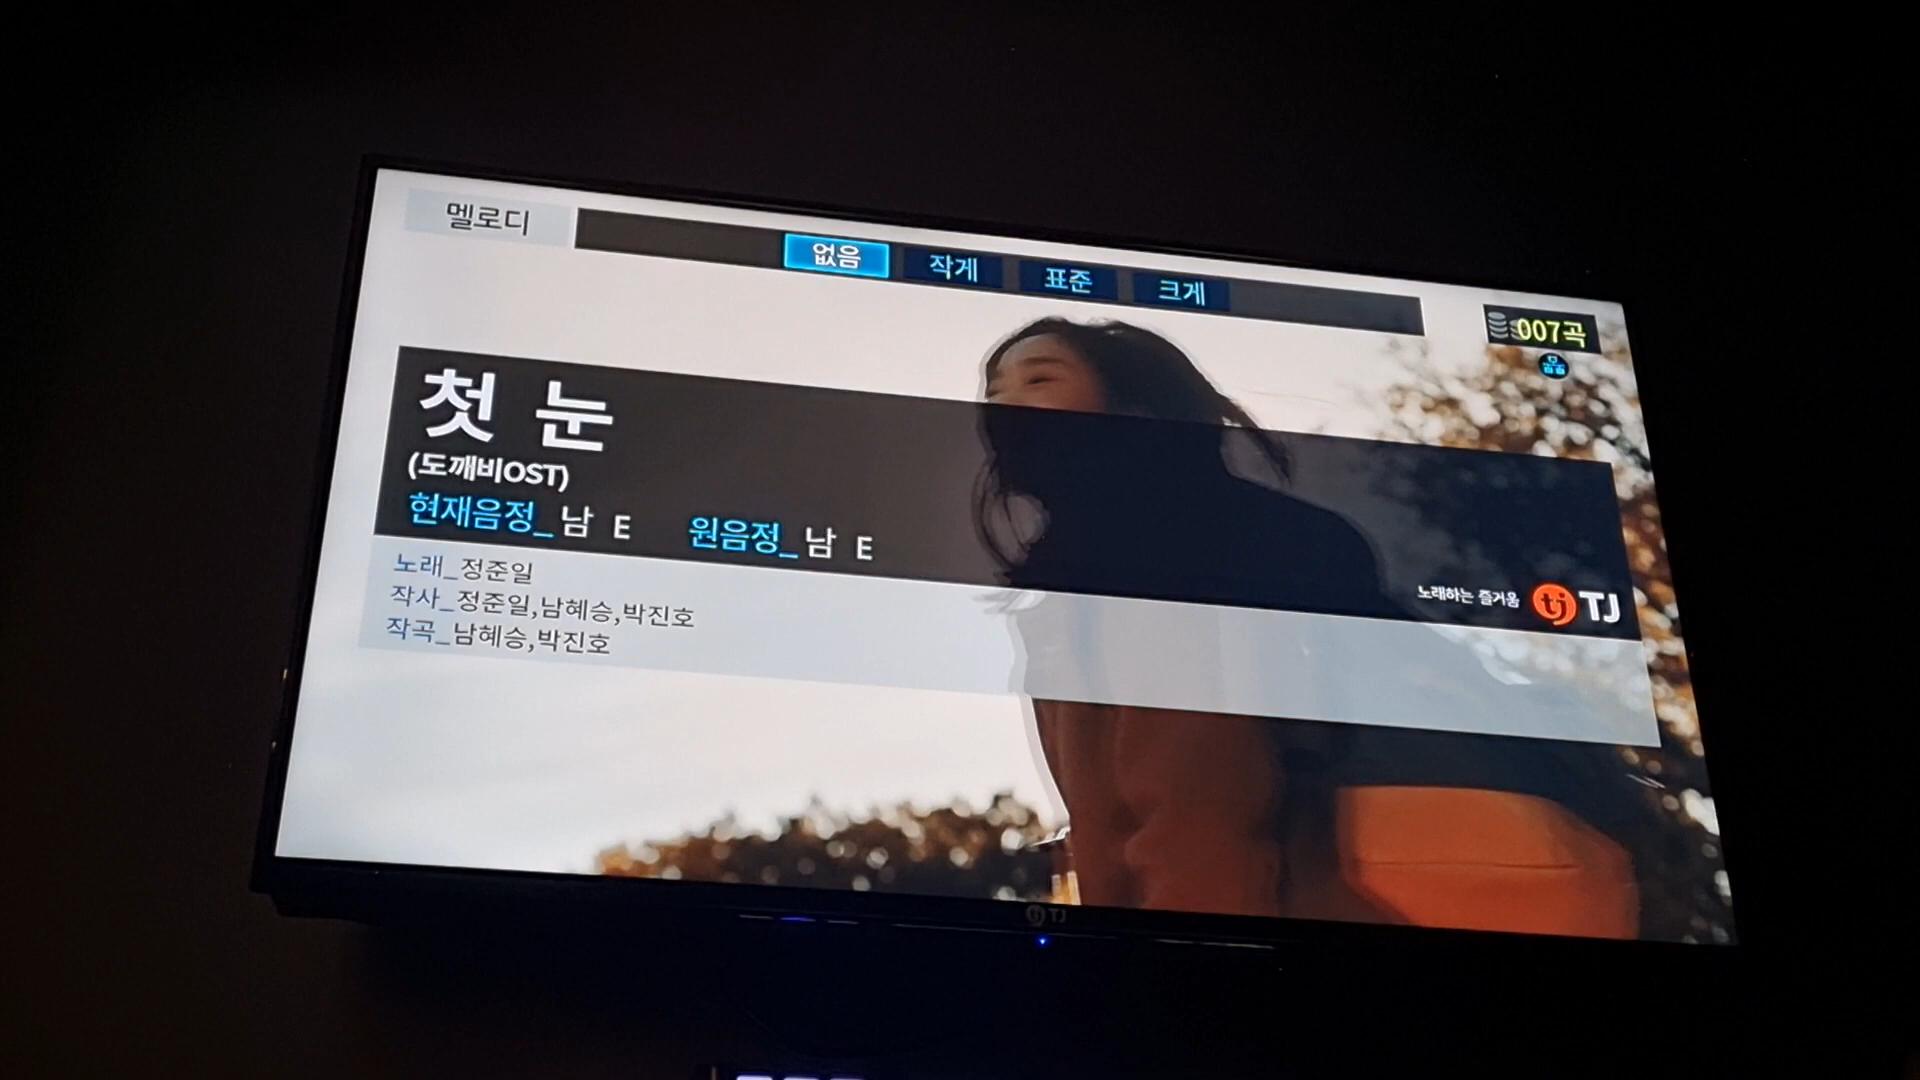 멜로디
없음 작게 표준 크게
007곡
첫 눈
(도깨비OST)
현재음정_남 E 원음정_남 E
노래_정준일
작사_정준일,남혜승,박진호
작곡_남혜승,박진호
노래하는 즐거움 tj TJ
tj TJ